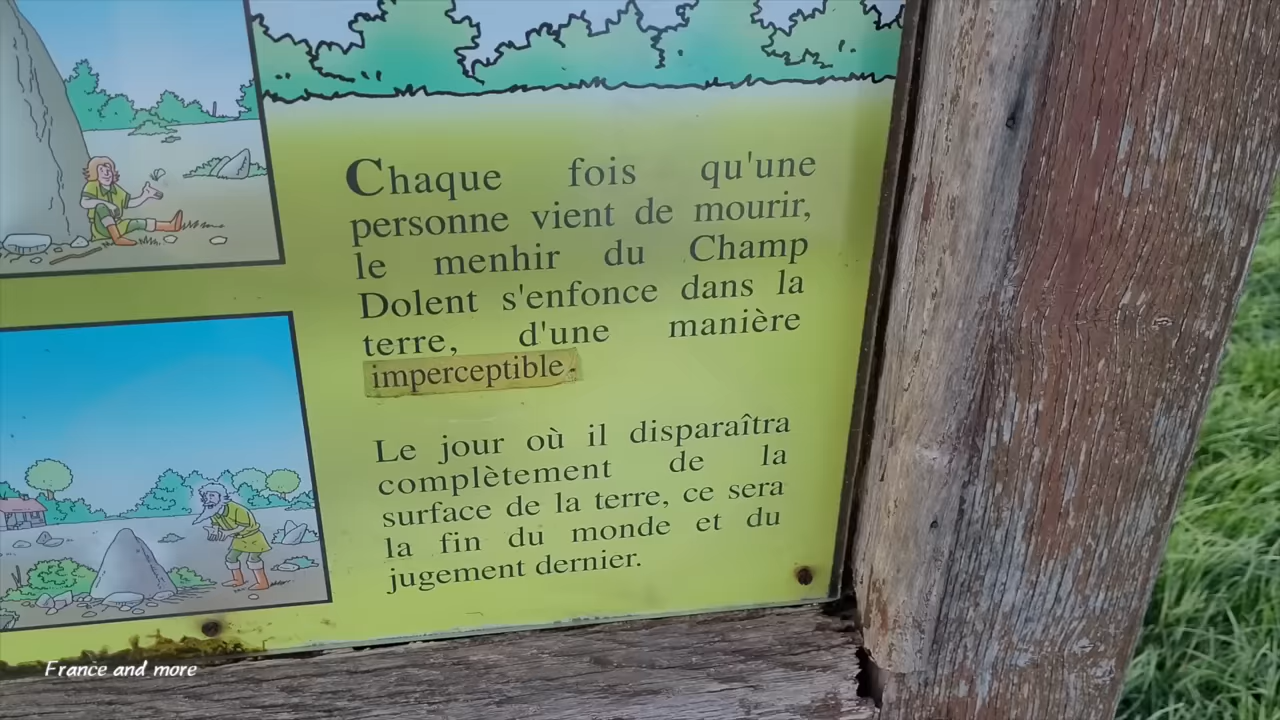 Chaque fois qu'une
personne vient de mourir,
le menhir du Champ
Dolent s'enfonce dans la
terre, d'une manière
imperceptible.
Le jour où il disparaîtra
complètement de la
surface de la terre, ce sera
la fin du monde et du
jugement dernier.
France and more